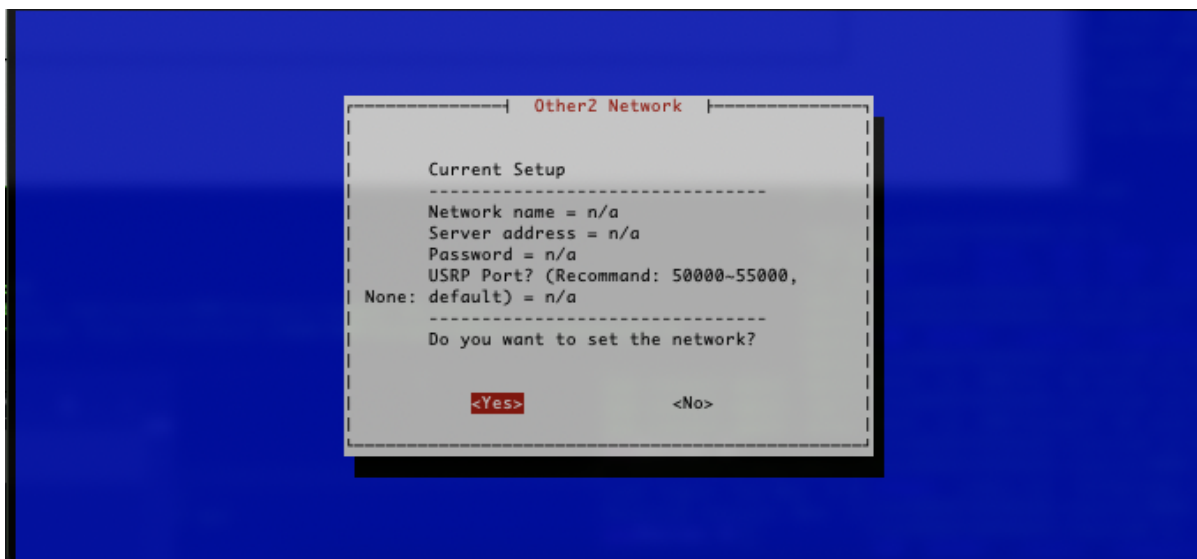 Other2 Network
Current Setup
--------------------------------
Network name = n/a
Server address = n/a
Password = n/a
USRP Port? (Recommand: 50000~55000,
None: default) = n/a
--------------------------------
Do you want to set the network?
<Yes> <No>